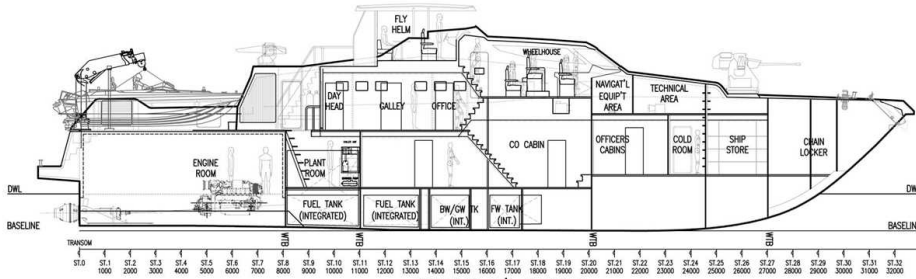 FLY
HELM
WHEELHOUSE
DAY
HEAD
GALLEY
OFFICE
NAVIGAT'L
EQUIP'T
AREA
TECHNICAL
AREA
ENGINE
ROOM
PLANT
ROOM
CO CABIN
OFFICERS
CABINS
COLD
ROOM
SHIP
STORE
CHAIN
LOCKER
DWL
DW
FUEL TANK
(INTEGRATED)
FUEL TANK
(INTEGRATED)
BW/GW TK
(INT.)
FW TANK
(INT.)
BASELINE
BASELIN
TRANSOM
WTB
WTB
WTB
WTB
ST.0
ST.1
1000
ST.2
2000
ST.3
3000
ST.4
4000
ST.5
5000
ST.6
6000
ST.7
7000
ST.8
8000
ST.9
9000
ST.10
10000
ST.11
11000
ST.12
12000
ST.13
13000
ST.14
14000
ST.15
15000
ST.16
16000
ST.17
17000
ST.18
18000
ST.19
19000
ST.20
20000
ST.21
21000
ST.22
22000
ST.23
23000
ST.24
24000
ST.25
25000
ST.26
26000
ST.27
27000
ST.28
28000
ST.29
29000
ST.30
30000
ST.31
31000
ST.32
32000